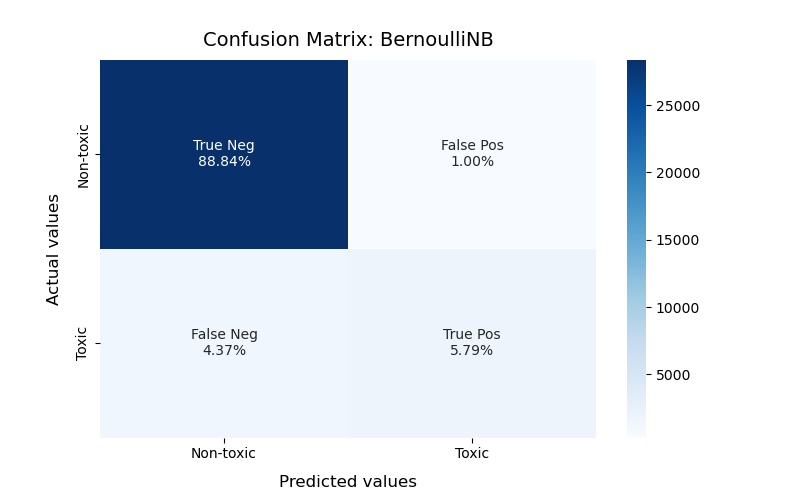 Confusion Matrix: BernoulliNB
Actual values
Non-toxic
True Neg
88.84%
False Pos
1.00%
Toxic
False Neg
4.37%
True Pos
5.79%
Non-toxic
Toxic
Predicted values
25000
20000
15000
10000
5000